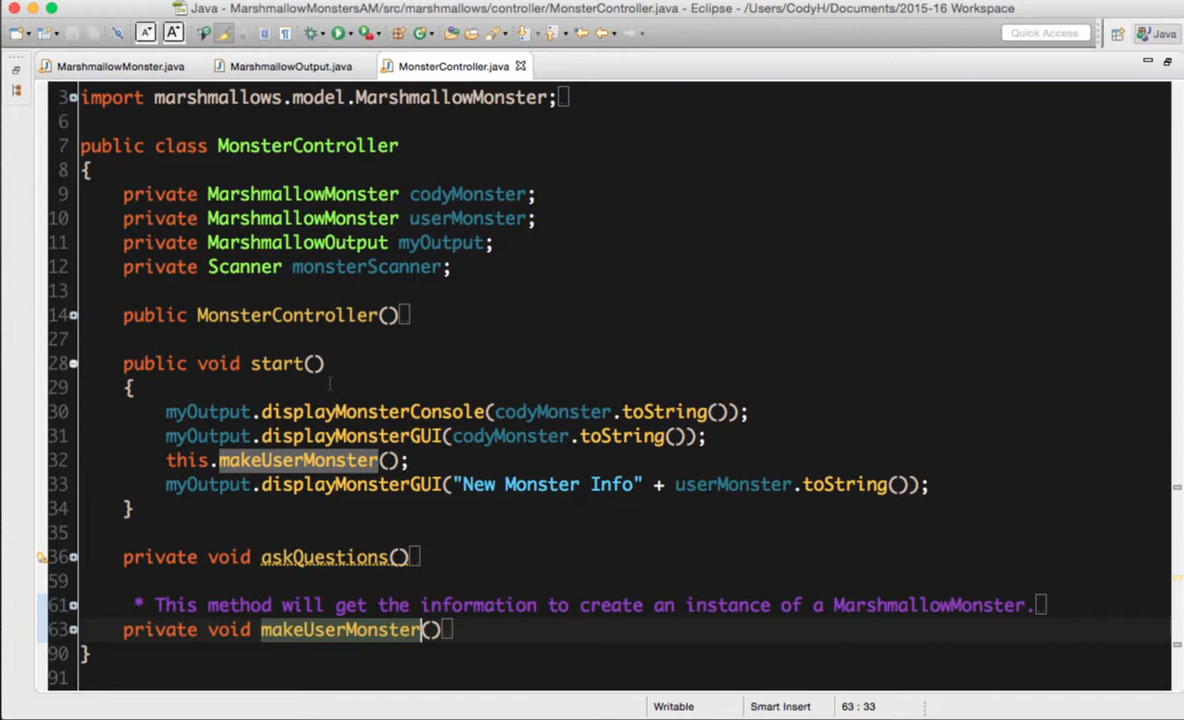 Java - MarshmallowMonstersAM/src/marshmallows/controller/MonsterController.java - Eclipse - /Users/CodyH/Documents/2015-16 Workspace
Quick Access
Java
MarshmallowMonster.java
MarshmallowOutput.java
MonsterController.java
3 import marshmallows.model.MarshmallowMonster;
6
7 public class MonsterController
8 {
9 private MarshmallowMonster codyMonster;
10 private MarshmallowMonster userMonster;
11 private MarshmallowOutput myOutput;
12 private Scanner monsterScanner;
13
14 public MonsterController()
27
28 public void start()
29 {
30 myOutput.displayMonsterConsole(codyMonster.toString());
31 myOutput.displayMonsterGUI(codyMonster.toString());
32 this.makeUserMonster();
33 myOutput.displayMonsterGUI("New Monster Info" + userMonster.toString());
34 }
35
36 private void askQuestions()
59
61 * This method will get the information to create an instance of a MarshmallowMonster.
63 private void makeUserMonster()
90 }
91
Writable
Smart Insert
63 : 33